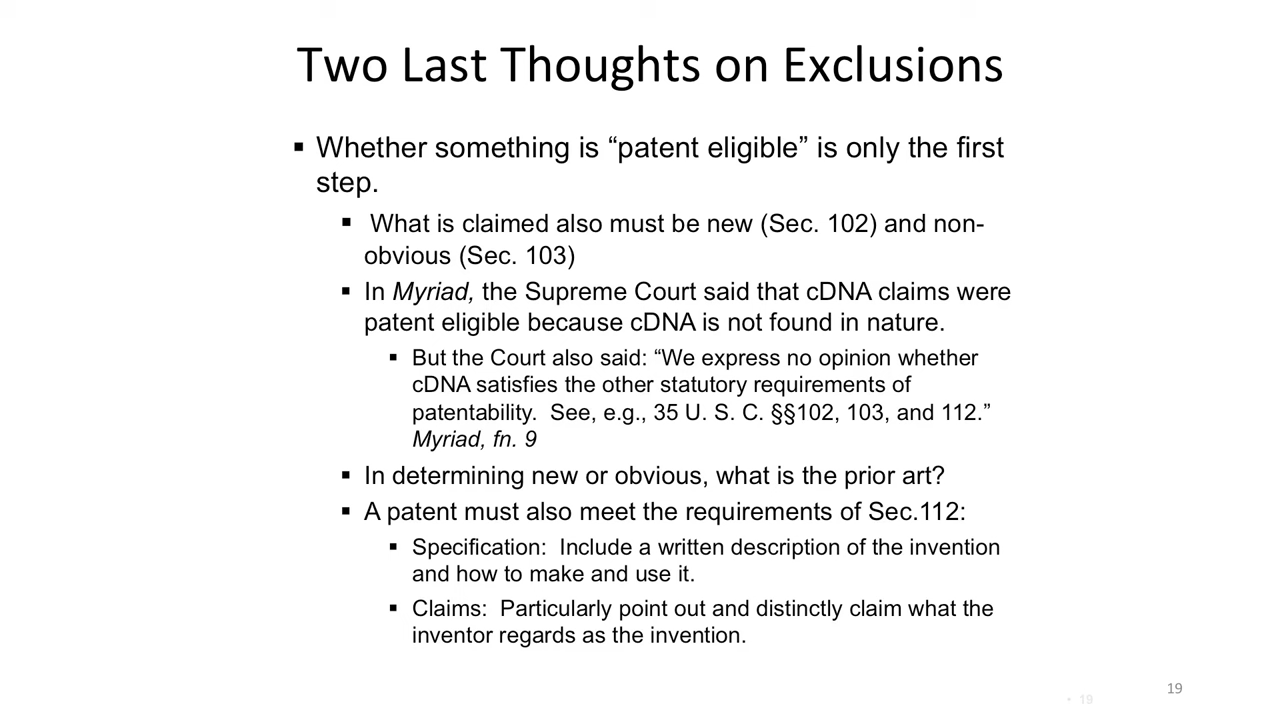 Two Last Thoughts on Exclusions
▪ Whether something is “patent eligible” is only the first
step.
▪ What is claimed also must be new (Sec. 102) and non-
obvious (Sec. 103)
▪ In Myriad, the Supreme Court said that cDNA claims were
patent eligible because cDNA is not found in nature.
▪ But the Court also said: “We express no opinion whether
cDNA satisfies the other statutory requirements of
patentability. See, e.g., 35 U. S. C. §§102, 103, and 112.”
Myriad, fn. 9
▪ In determining new or obvious, what is the prior art?
▪ A patent must also meet the requirements of Sec.112:
▪ Specification: Include a written description of the invention
and how to make and use it.
▪ Claims: Particularly point out and distinctly claim what the
inventor regards as the invention.
19
• 19